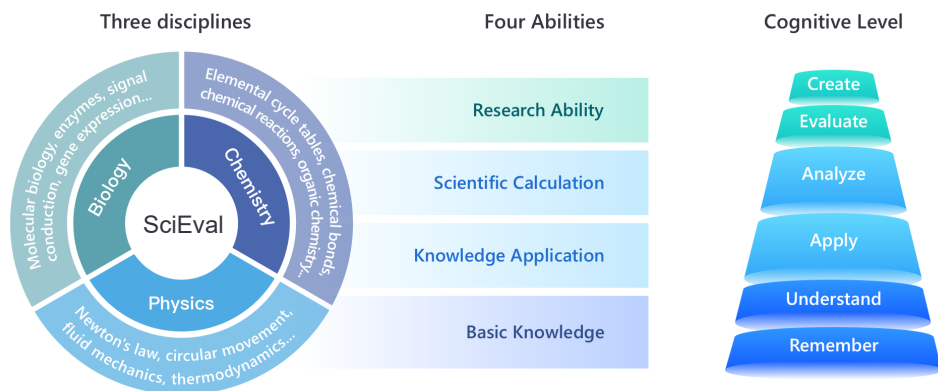 Three disciplines
Four Abilities
Cognitive Level
Molecular biology, enzymes, signal
conduction, gene expression...
Elemental cycle tables, chemical bonds,
chemical reactions, organic chemistry...
Biology
Chemistry
SciEval
Physics
Newton's law, circular movement,
fluid mechanics, thermodynamics...
Research Ability
Scientific Calculation
Knowledge Application
Basic Knowledge
Create
Evaluate
Analyze
Apply
Understand
Remember